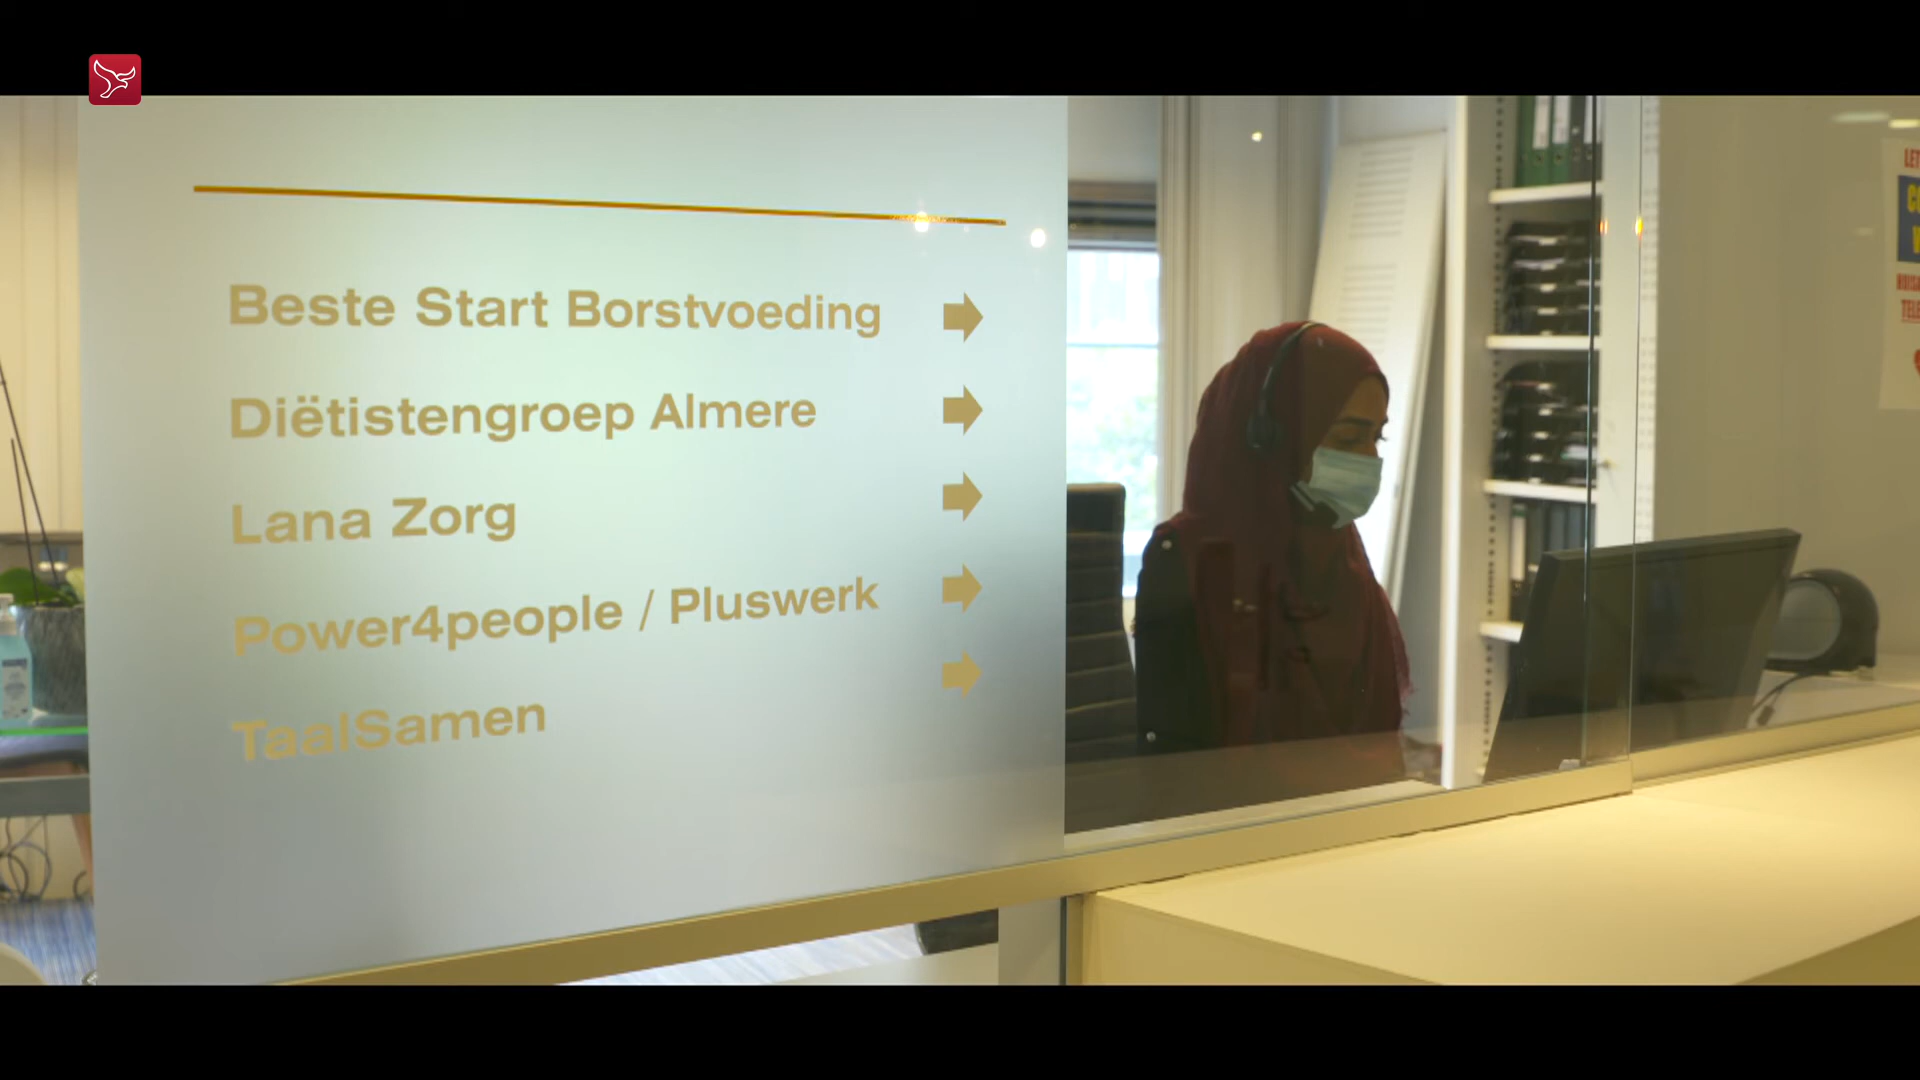 Beste Start Borstvoeding
Diëtistengroep Almere
Lana Zorg
Power4people / Pluswerk
TaalSamen